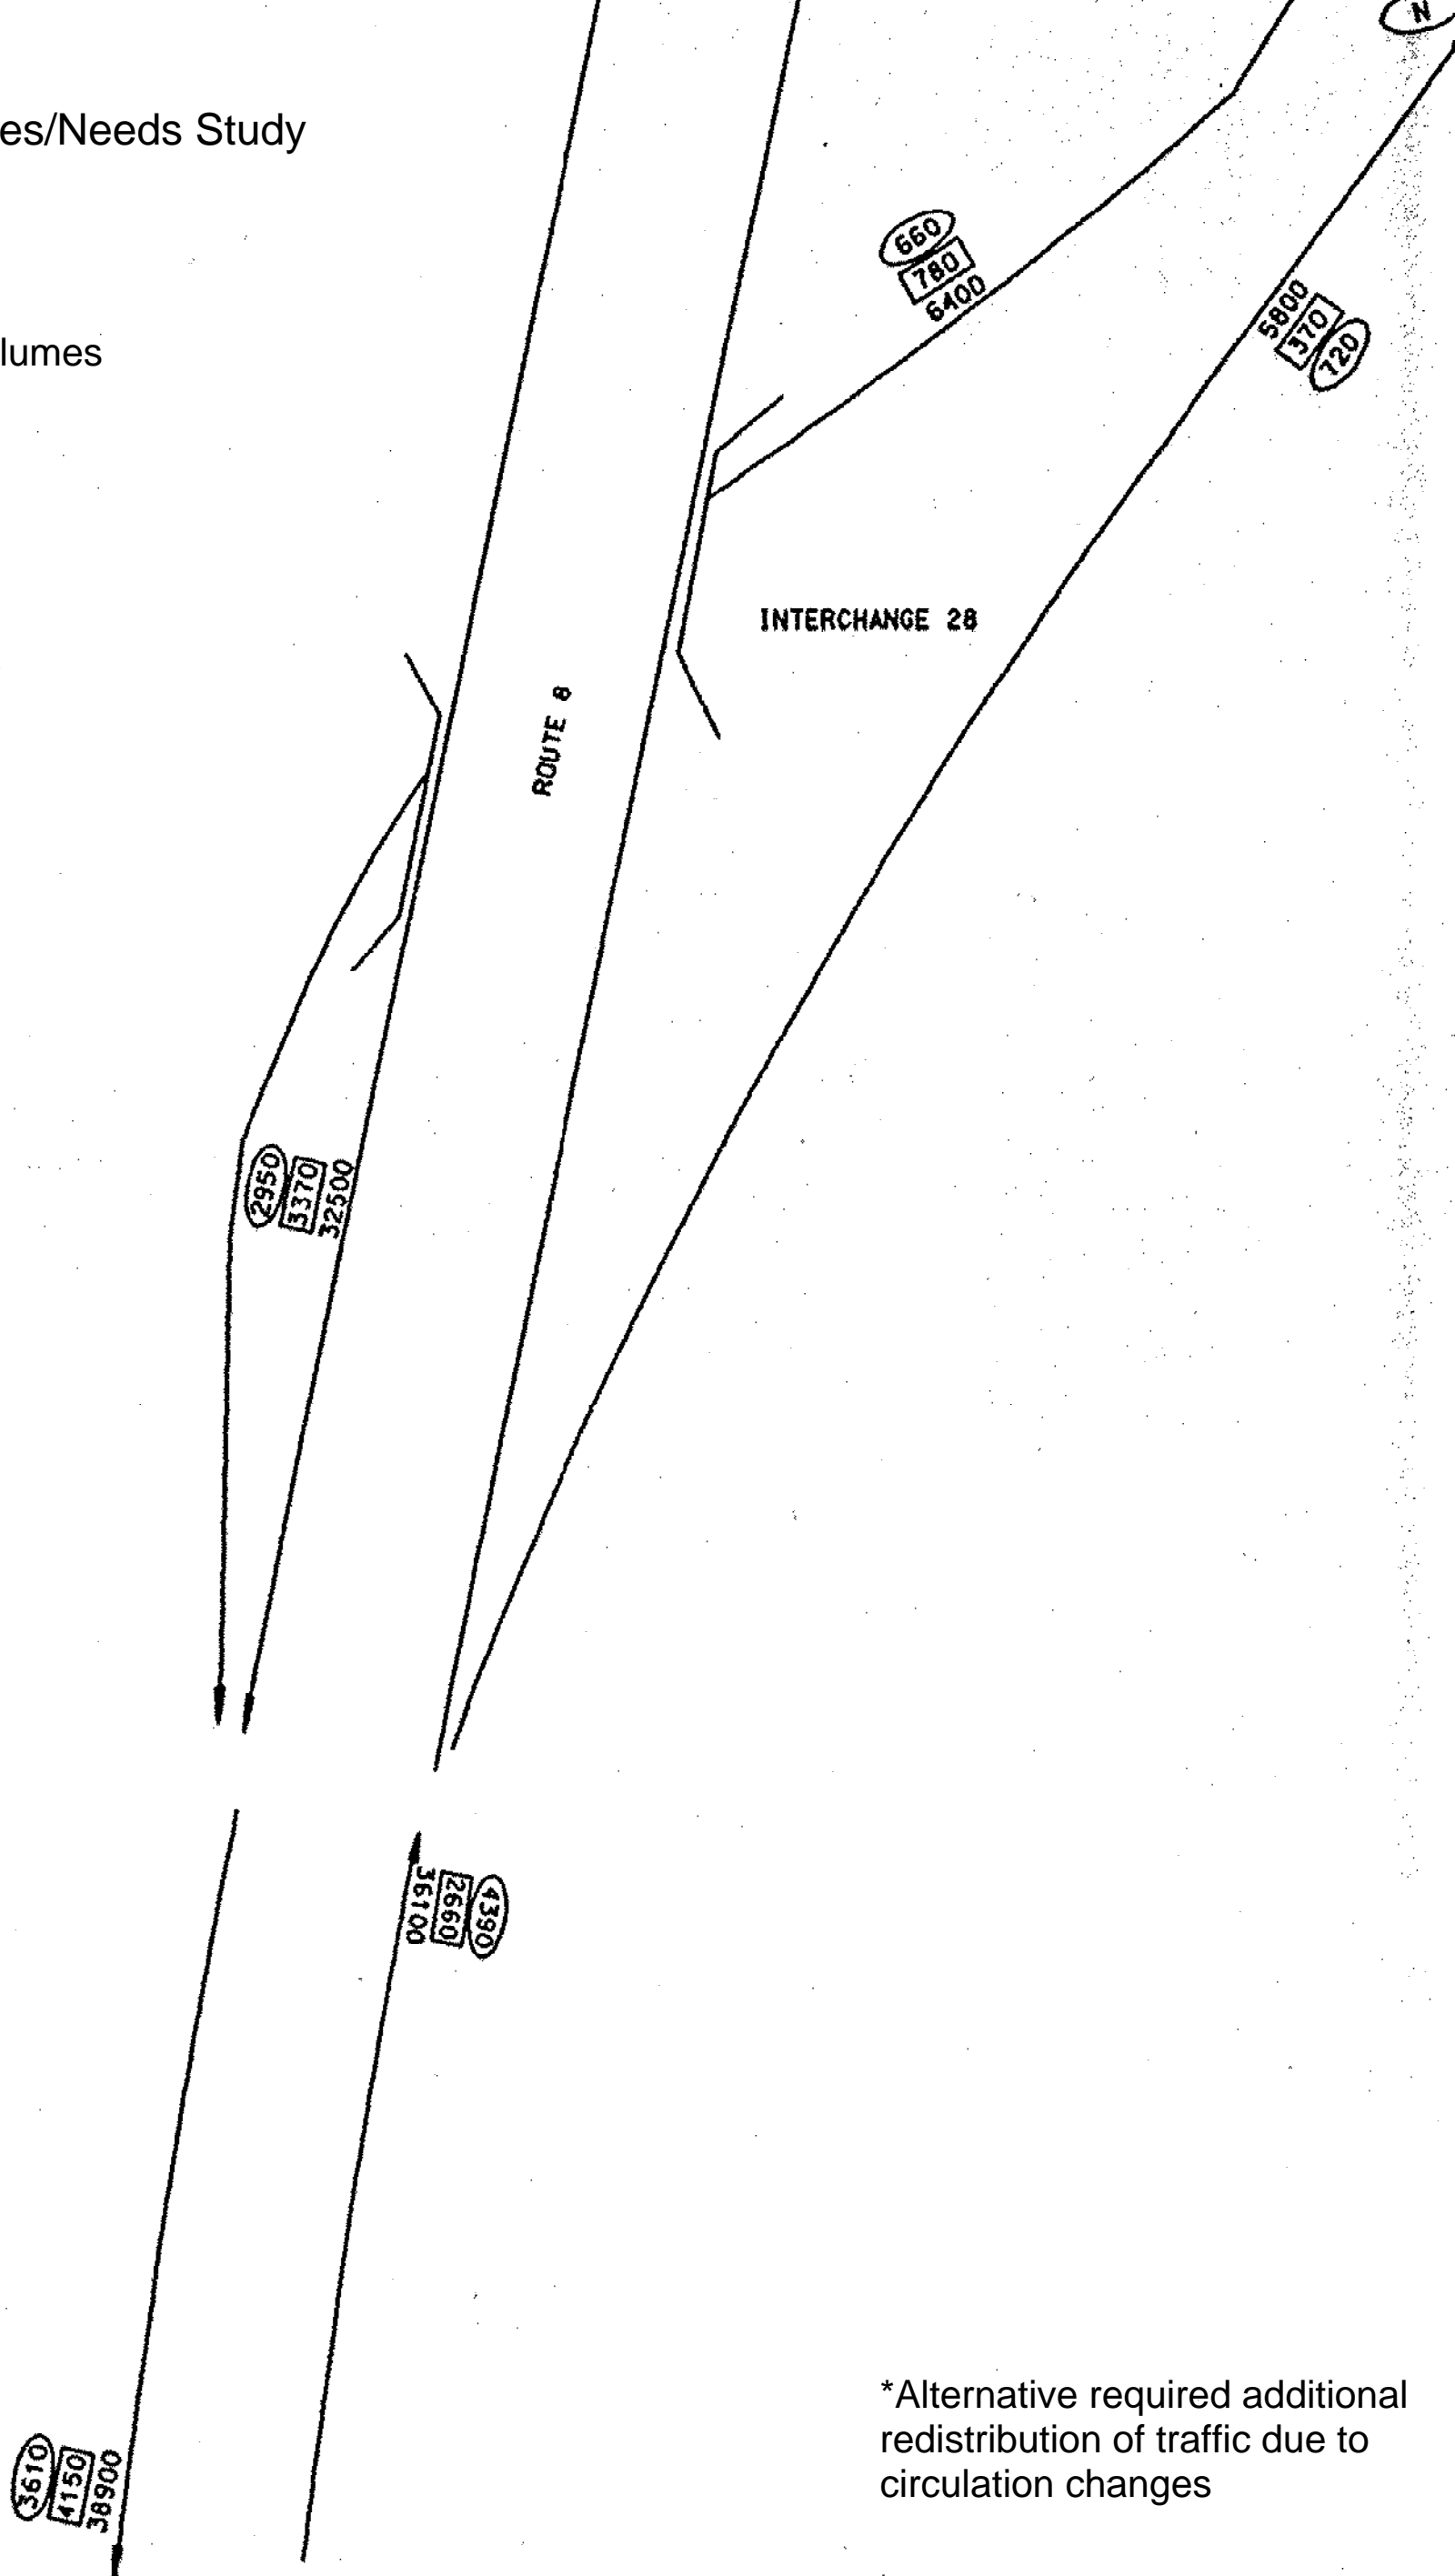 N
es/Needs Study
660
780
6400
5800
370
720
lumes
INTERCHANGE 28
ROUTE 8
2950
3370
32500
36100
2660
4390
*Alternative required additional
redistribution of traffic due to
circulation changes
3610
4150
38900